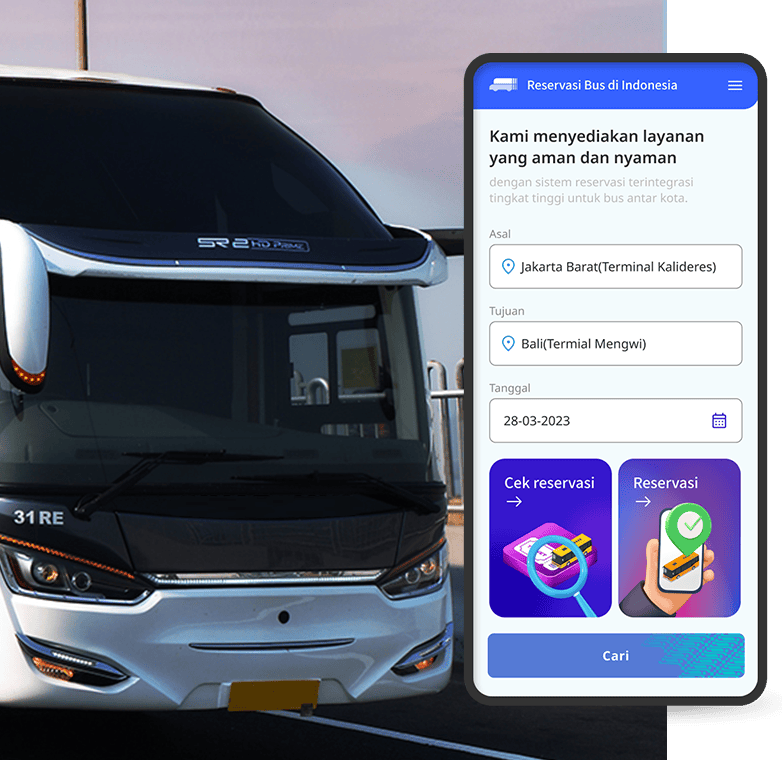 SR2 HD PRIME
31RE
Reservasi Bus di Indonesia
Kami menyediakan layanan
yang aman dan nyaman
dengan sistem reservasi terintegrasi
tingkat tinggi untuk bus antar kota.
Asal
Jakarta Barat(Terminal Kalideres)
Tujuan
Bali(Termial Mengwi)
Tanggal
28-03-2023
Cek reservasi
Reservasi
Cari